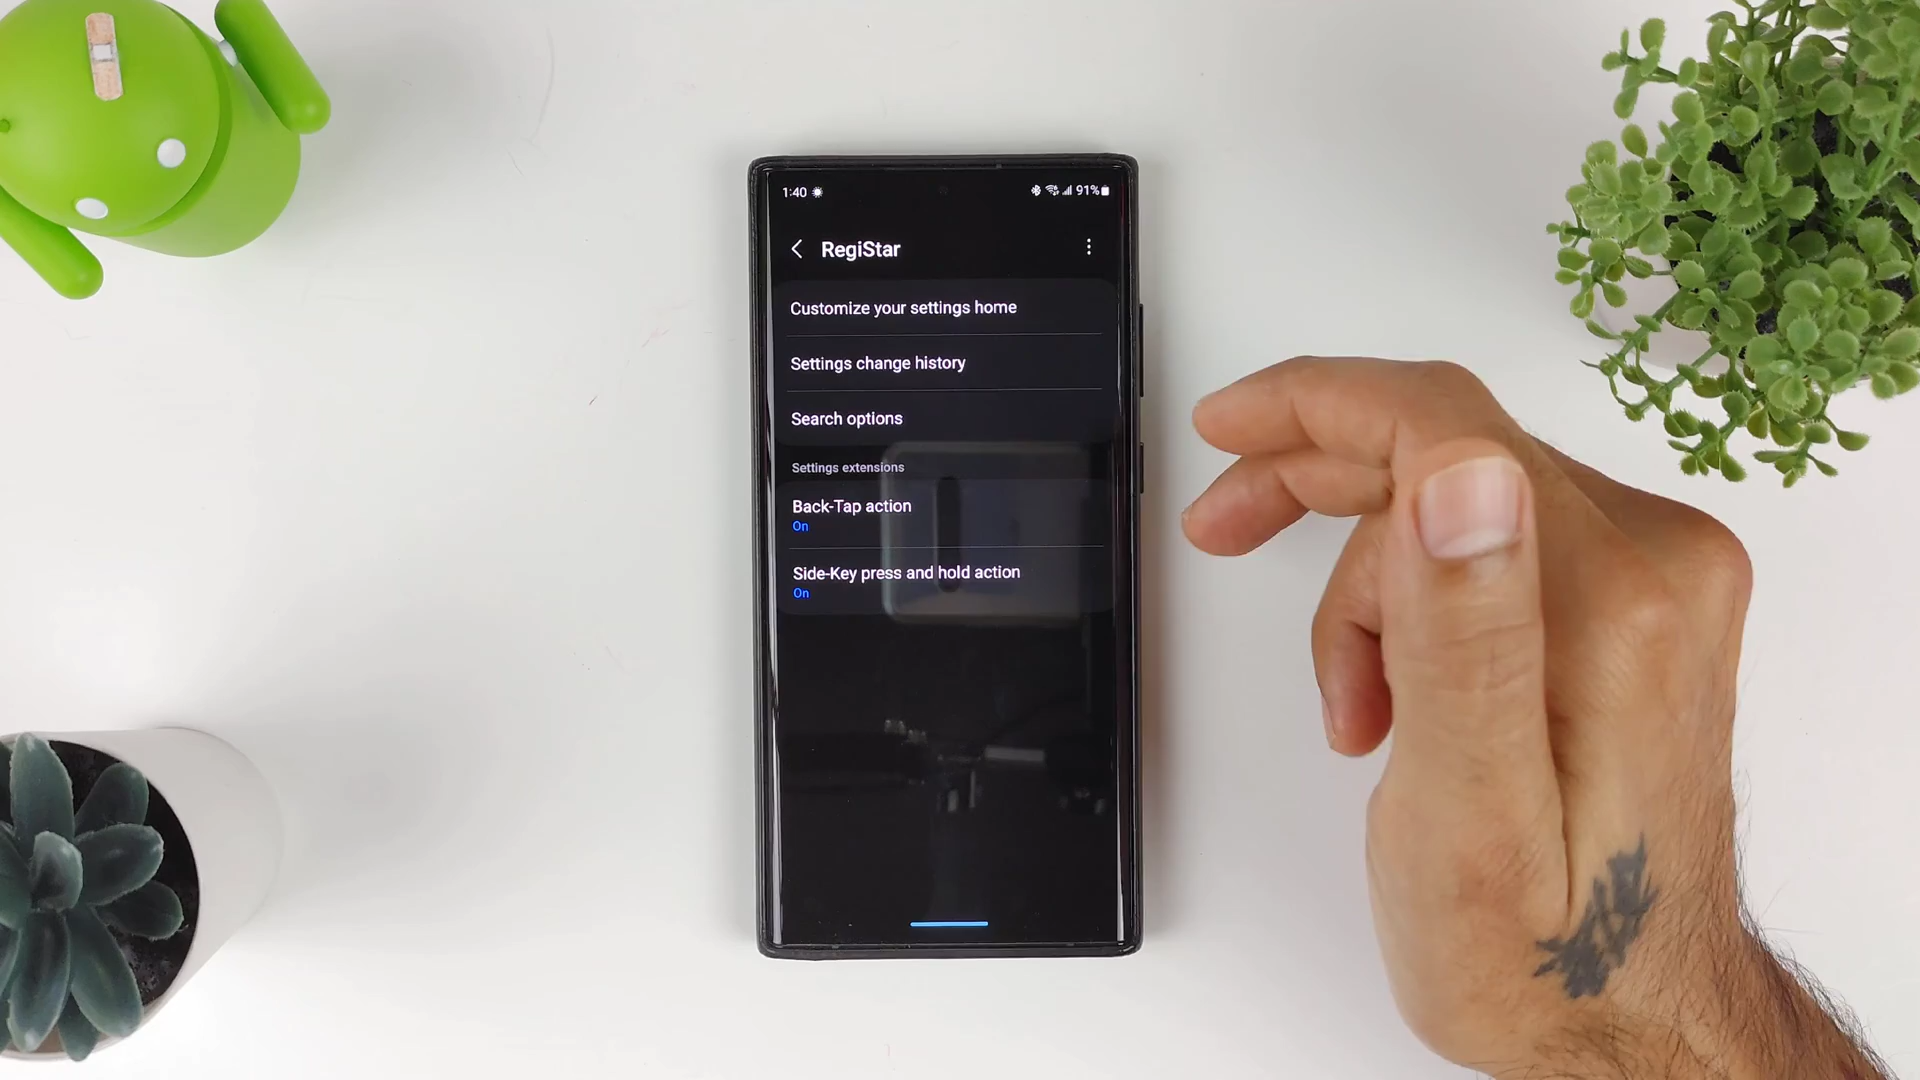 1:40 91%
RegiStar
Customize your settings home
Settings change history
Search options
Settings extensions
Back-Tap action
On
Side-Key press and hold action
On